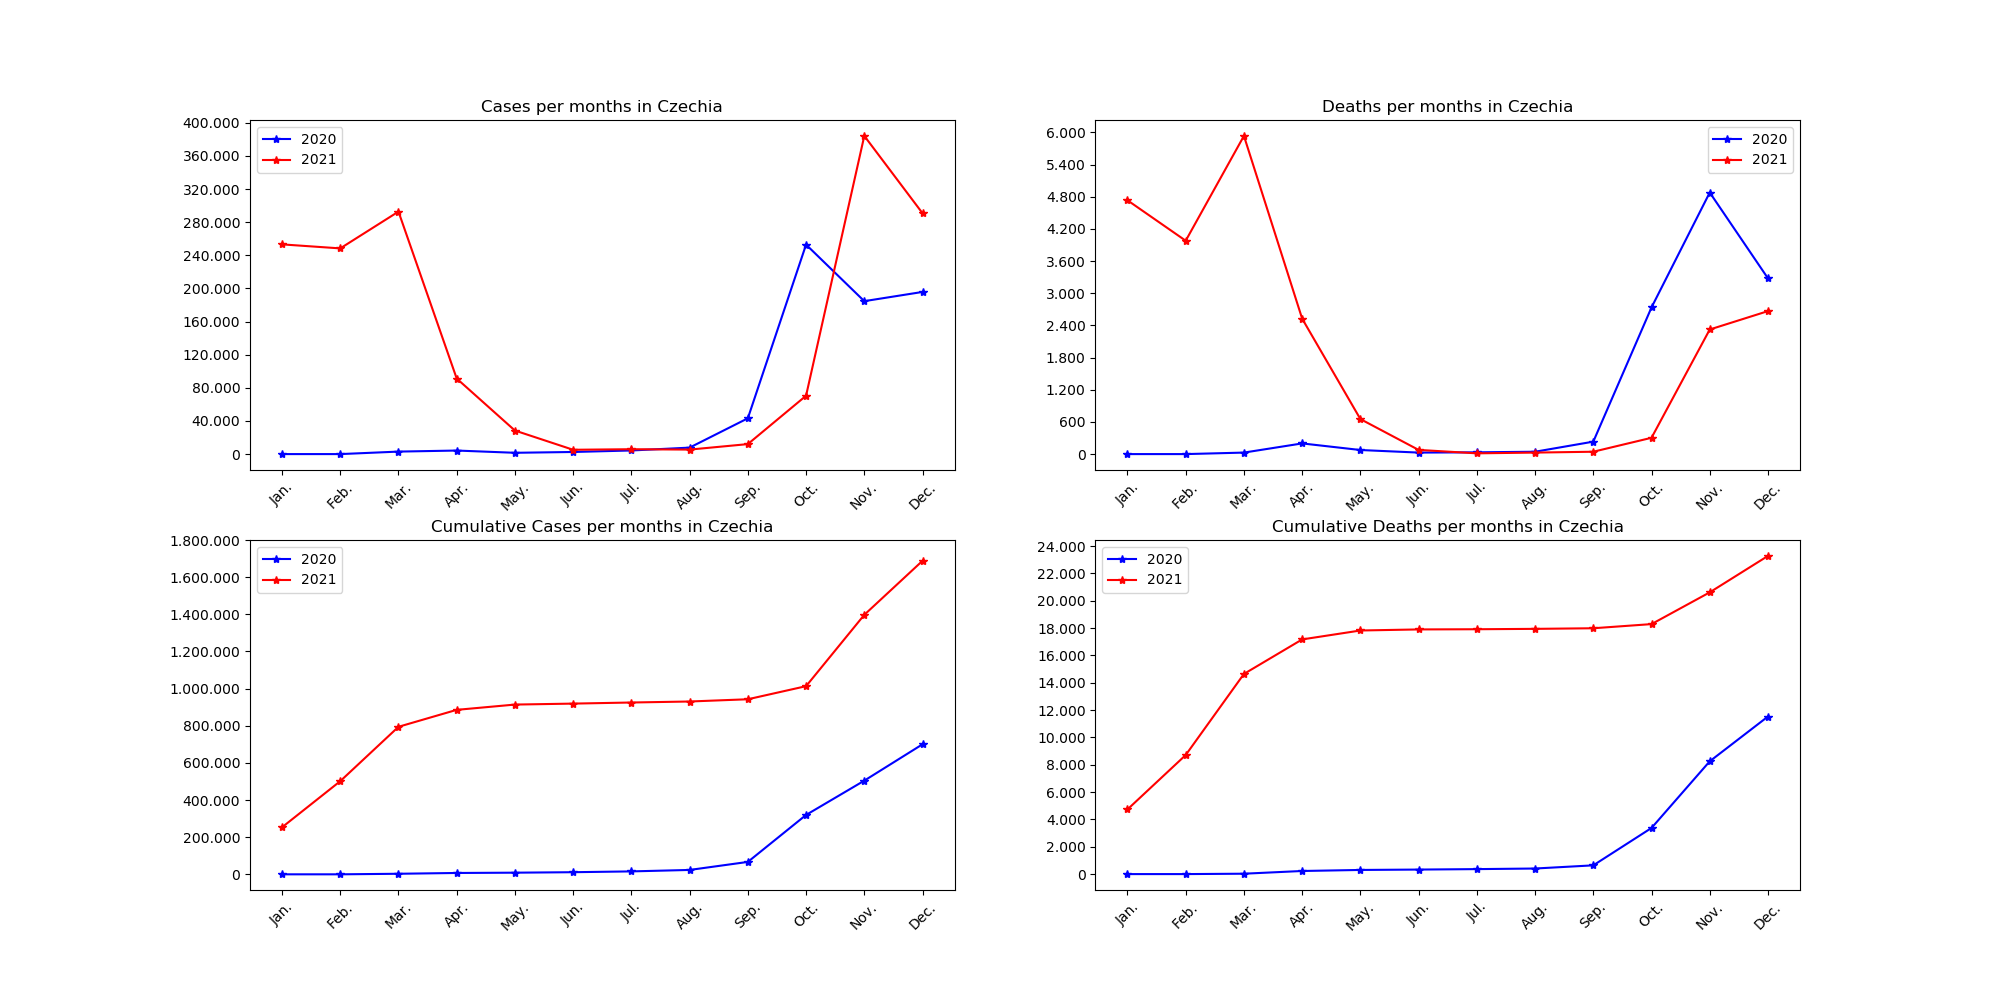 Cases per months in Czechia
400.000
360.000
320.000
280.000
240.000
200.000
160.000
120.000
80.000
40.000
0
2020
2021
Jan.
Feb.
Mar.
Apr.
May.
Jun.
Jul.
Aug.
Sep.
Oct.
Nov.
Dec.
Deaths per months in Czechia
6.000
5.400
4.800
4.200
3.600
3.000
2.400
1.800
1.200
600
0
2020
2021
Jan.
Feb.
Mar.
Apr.
May.
Jun.
Jul.
Aug.
Sep.
Oct.
Nov.
Dec.
Cumulative Cases per months in Czechia
1.800.000
1.600.000
1.400.000
1.200.000
1.000.000
800.000
600.000
400.000
200.000
0
2020
2021
Jan.
Feb.
Mar.
Apr.
May.
Jun.
Jul.
Aug.
Sep.
Oct.
Nov.
Dec.
Cumulative Deaths per months in Czechia
24.000
22.000
20.000
18.000
16.000
14.000
12.000
10.000
8.000
6.000
4.000
2.000
0
2020
2021
Jan.
Feb.
Mar.
Apr.
May.
Jun.
Jul.
Aug.
Sep.
Oct.
Nov.
Dec.